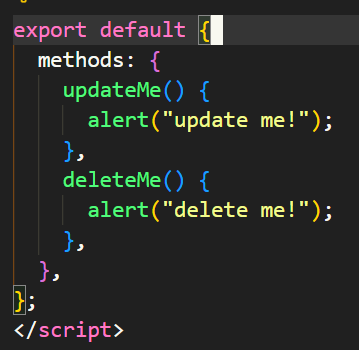 export default {
  methods: {
    updateMe() {
      alert("update me!");
    },
    deleteMe() {
      alert("delete me!");
    },
  },
};
</script>